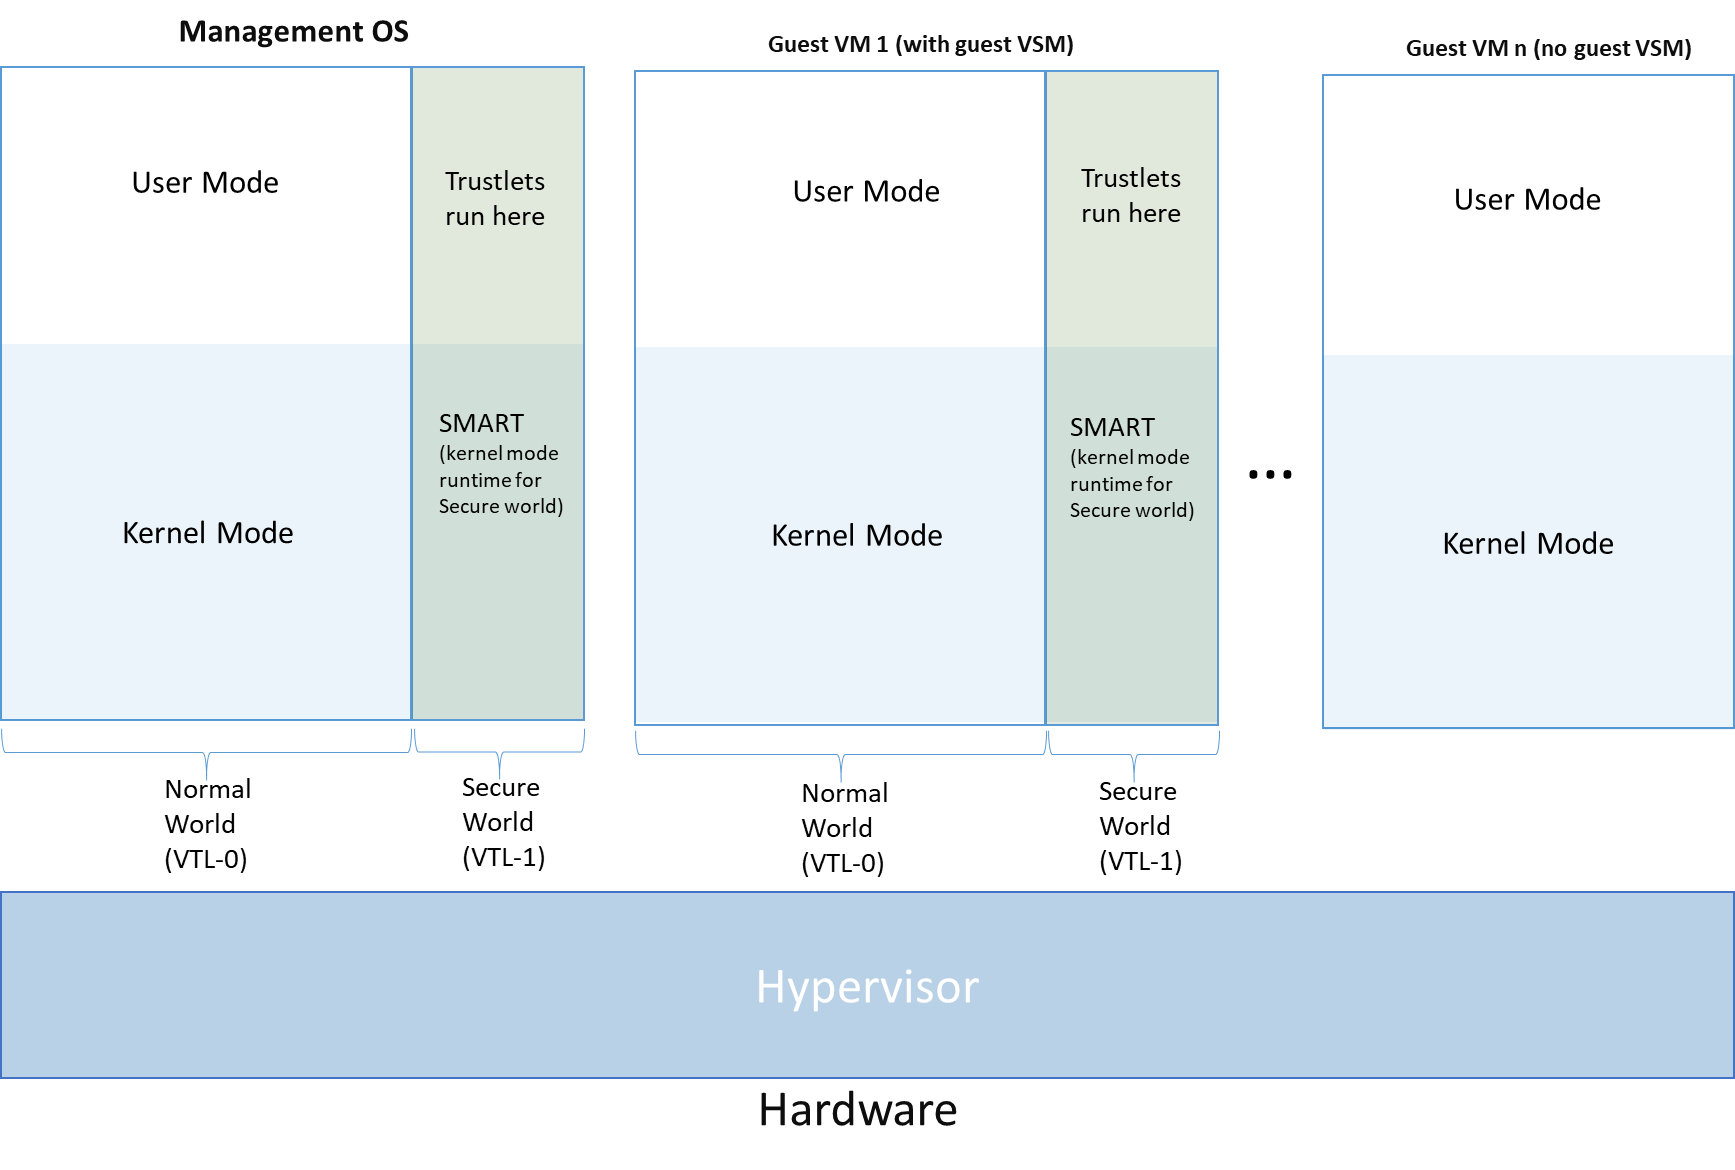 Management OS
Guest VM 1 (with guest VSM)
Guest VM n (no guest VSM)
User Mode
Trustlets
run here
User Mode
Trustlets
run here
User Mode
SMART
(kernel mode
runtime for
Secure world)
Kernel Mode
SMART
(kernel mode
runtime for
Secure world)
Kernel Mode
...
Kernel Mode
Normal
World
(VTL-0)
Secure
World
(VTL-1)
Normal
World
(VTL-0)
Secure
World
(VTL-1)
Hypervisor
Hardware